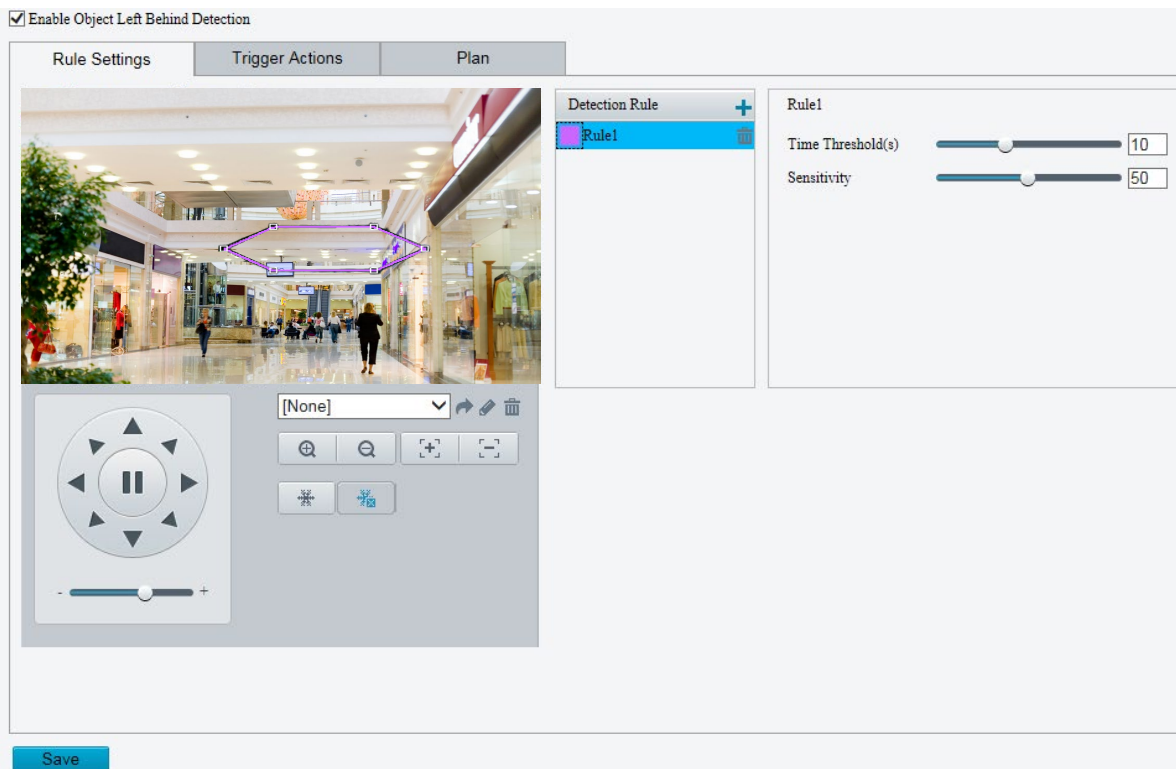 Enable Object Left Behind Detection
Rule Settings
Trigger Actions
Plan
Detection Rule
Rule1
Rule1
Time Threshold(s)
10
Sensitivity
50
[None]
- +
Save